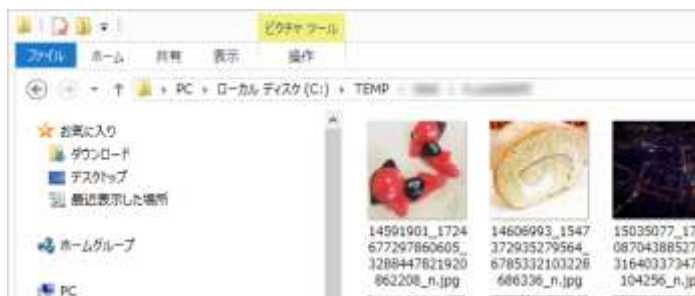 ピクチャ ツール
ファイル ホーム 共有 表示 操作
PC ローカル ディスク (C:) TEMP
お気に入り
ダウンロード
デスクトップ
最近表示した場所
ホームグループ
PC
14591901_1724
677297860605_
3288447821920
862208_n.jpg
14606993_1547
372935279564_
6785332103228
686336_n.jpg
15035077_17
08704388527
31640337347
104256_n.jp